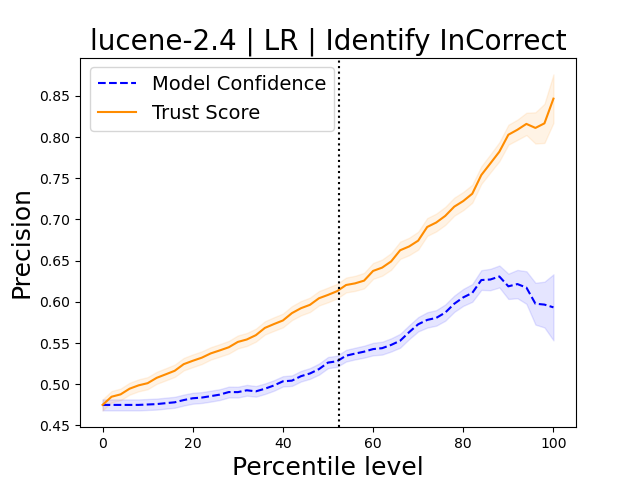 lucene-2.4 | LR | Identify InCorrect
Model Confidence
Trust Score
Precision
0.85
0.80
0.75
0.70
0.65
0.60
0.55
0.50
0.45
0 20 40 60 80 100
Percentile level